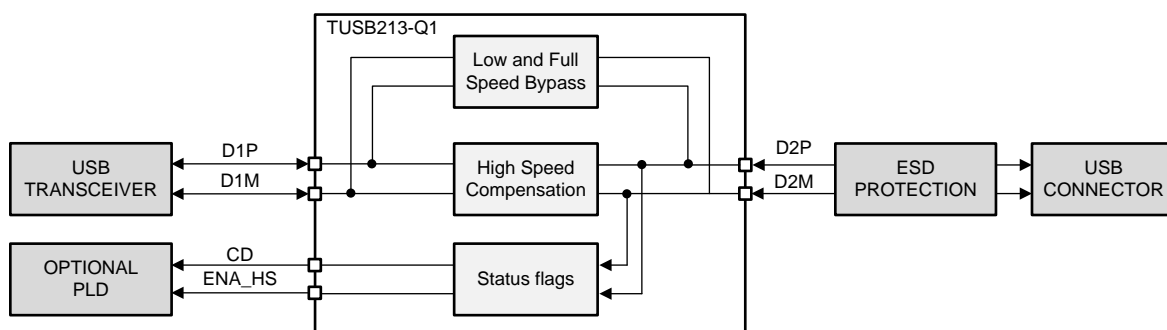 TUSB213-Q1
Low and Full
Speed Bypass
D1P
D2P
USB
TRANSCEIVER
High Speed
Compensation
ESD
PROTECTION
USB
CONNECTOR
D1M
D2M
CD
OPTIONAL
PLD
Status flags
ENA_HS